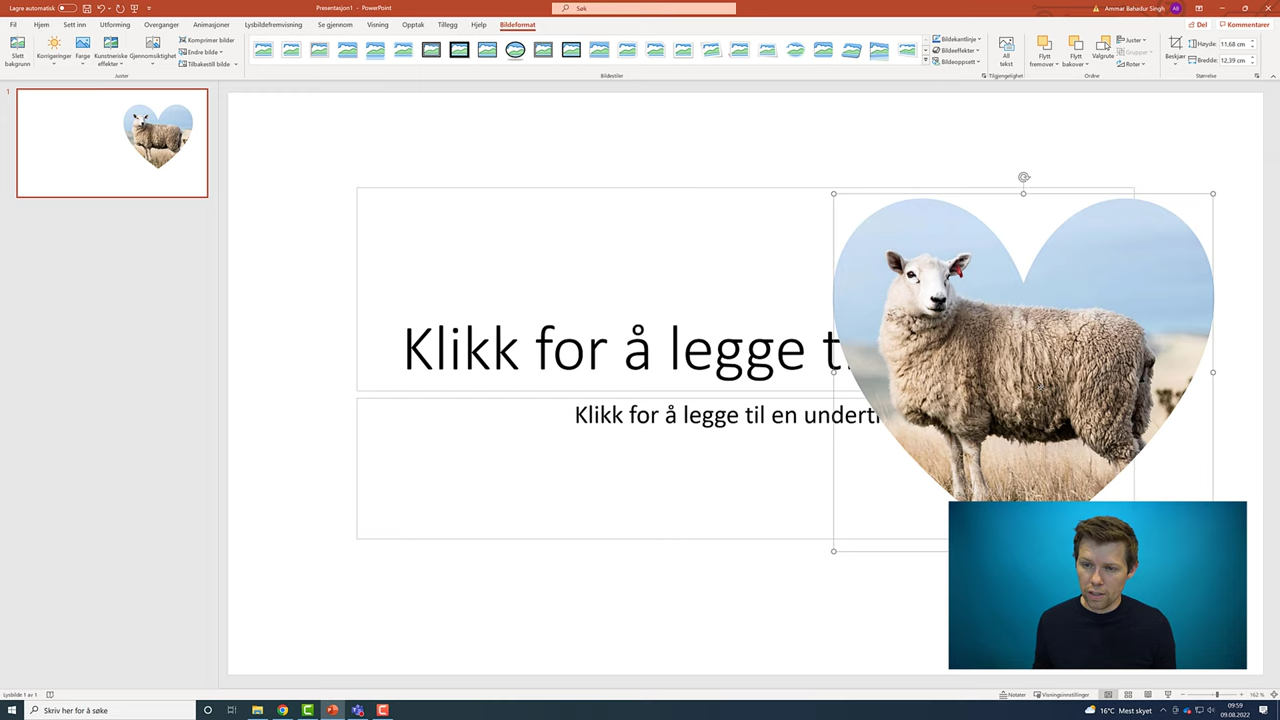 Lagre automatisk
Presentasjon1 - PowerPoint
Søk
Ammar Bahadur Singh AB
Fil Hjem Sett inn Utforming Overganger Animasjoner Lysbildefremvisning Se gjennom Visning Opptak Tillegg Hjelp Bildeformat
Del Kommentarer
Slett bakgrunn
Korrigeringer
Farge
Kunstneriske effekter
Gjennomsiktighet
Komprimer bilder
Endre bilde
Tilbakestill bilde
Juster
Bildestiler
Bildekantlinje
Bildeeffekter
Bildeoppsett
Alt tekst
Tilgjengelighet
Flytt fremover
Flytt bakover
Valgrute
Juster
Grupper
Roter
Ordne
Beskjær
Høyde: 11,68 cm
Bredde: 12,39 cm
Størrelse
1
Klikk for å legge ti
Klikk for å legge til en underti
Lysbilde 1 av 1
Notater
Visningsinnstillinger
162 %
Skriv her for å søke
16°C Mest skyet
09:59
09.08.2022